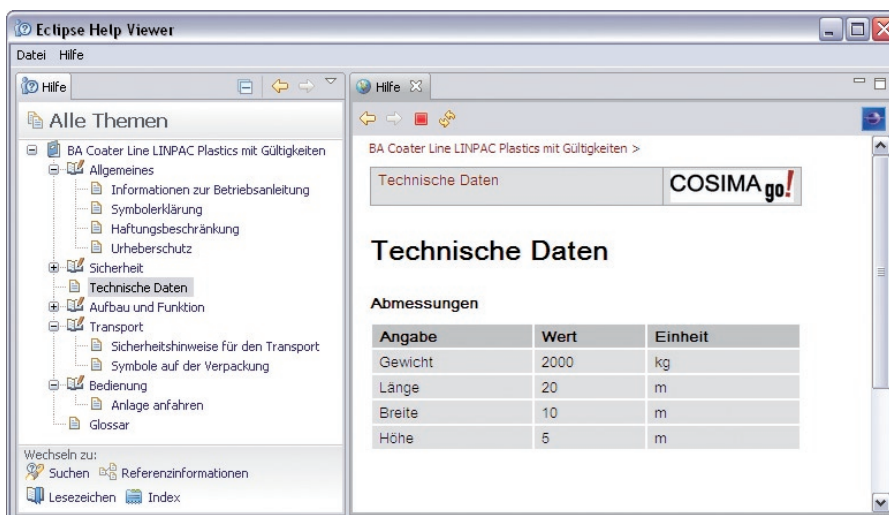 Eclipse Help Viewer
Datei Hilfe
Hilfe
Alle Themen
BA Coater Line LINPAC Plastics mit Gültigkeiten
Allgemeines
Informationen zur Betriebsanleitung
Symbolerklärung
Haftungsbeschränkung
Urheberschutz
Sicherheit
Technische Daten
Aufbau und Funktion
Transport
Sicherheitshinweise für den Transport
Symbole auf der Verpackung
Bedienung
Anlage anfahren
Glossar
Wechseln zu:
Suchen Referenzinformationen
Lesezeichen Index
Hilfe
BA Coater Line LINPAC Plastics mit Gültigkeiten >
Technische Daten COSIMA go!
Technische Daten
Abmessungen
Angabe Wert Einheit
Gewicht 2000 kg
Länge 20 m
Breite 10 m
Höhe 5 m